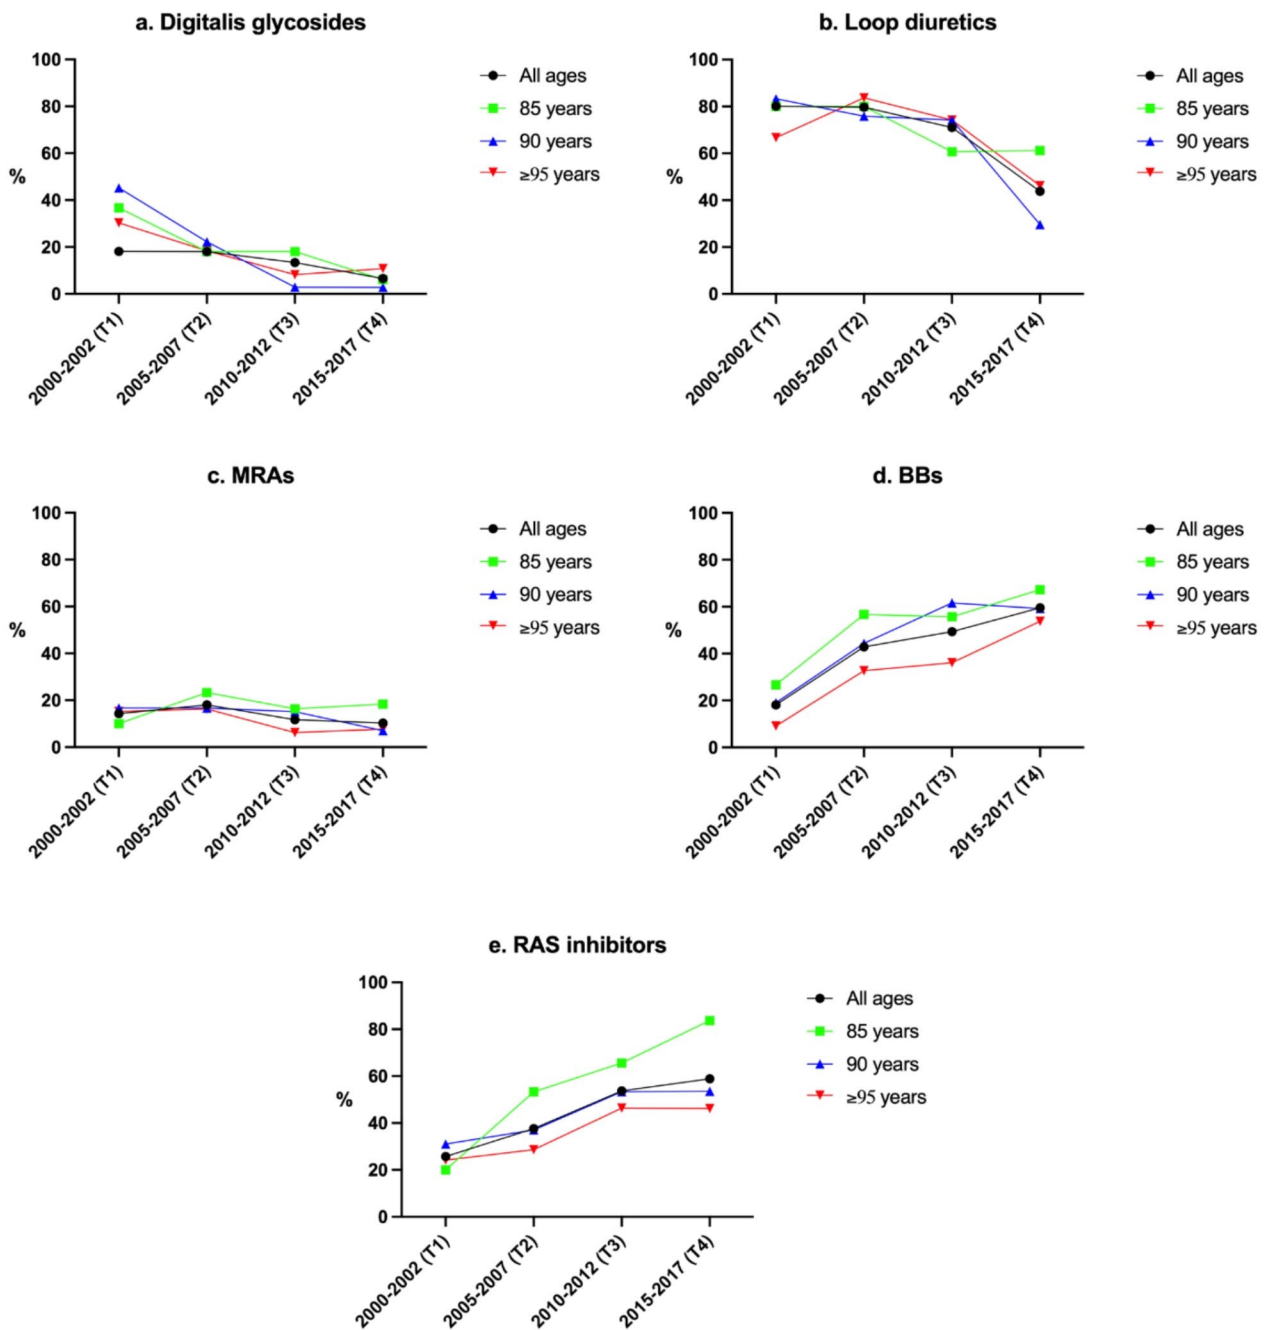 a. Digitalis glycosides
100
80
60
40
20
0
%
2000-2002 (T1)
2005-2007 (T2)
2010-2012 (T3)
2015-2017 (T4)
All ages
85 years
90 years
≥95 years
b. Loop diuretics
100
80
60
40
20
0
%
2000-2002 (T1)
2005-2007 (T2)
2010-2012 (T3)
2015-2017 (T4)
All ages
85 years
90 years
≥95 years
c. MRAs
100
80
60
40
20
0
%
2000-2002 (T1)
2005-2007 (T2)
2010-2012 (T3)
2015-2017 (T4)
All ages
85 years
90 years
≥95 years
d. BBs
100
80
60
40
20
0
%
2000-2002 (T1)
2005-2007 (T2)
2010-2012 (T3)
2015-2017 (T4)
All ages
85 years
90 years
≥95 years
e. RAS inhibitors
100
80
60
40
20
0
%
2000-2002 (T1)
2005-2007 (T2)
2010-2012 (T3)
2015-2017 (T4)
All ages
85 years
90 years
≥95 years